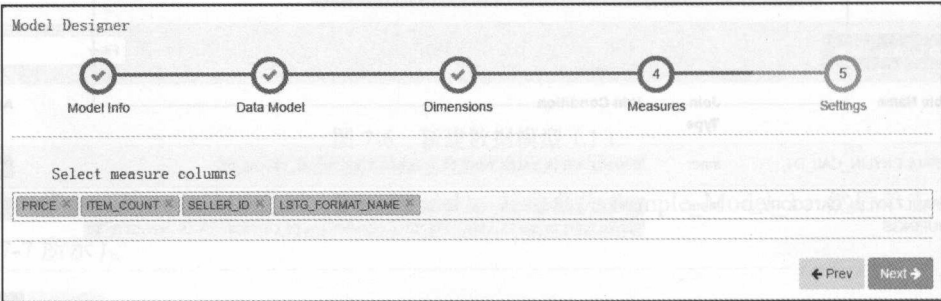 Model Designer
4 5
Model Info Data Model Dimensions Measures Settings
Select measure columns
PRICE × ITEM_COUNT × SELLER_ID × LSTG_FORMAT_NAME ×
← Prev Next →